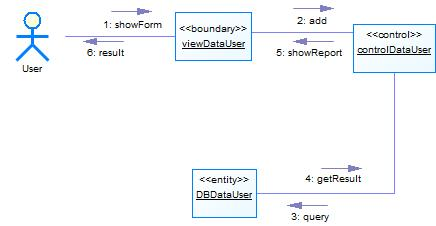 1: showForm
6: result
User
<<boundary>>
viewDataUser
2: add
5: showReport
<<control>>
controlDataUser
<<entity>>
DBDataUser
4: getResult
3: query